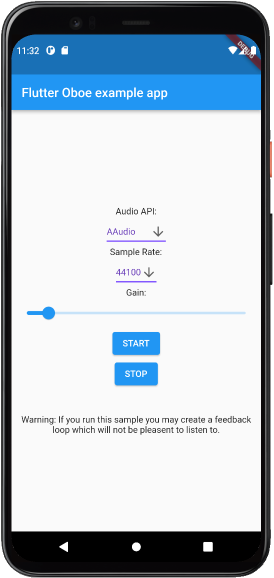 11:32
DEBUG
Flutter Oboe example app
Audio API:
AAudio
Sample Rate:
44100
Gain:
START
STOP
Warning: If you run this sample you may create a feedback
loop which will not be pleasent to listen to.